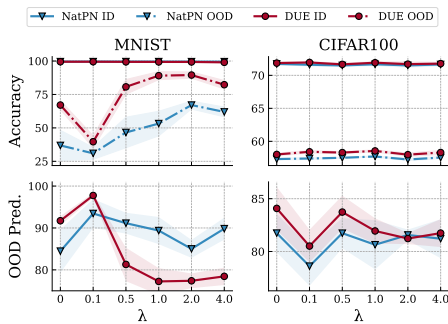 NatPN ID NatPN OOD DUE ID DUE OOD
MNIST CIFAR100
Accuracy
100
75
50
25
70
65
60
OOD Pred.
100
90
80
85
80
0 0.1 0.5 1.0 2.0 4.0
0 0.1 0.5 1.0 2.0 4.0
λ λ